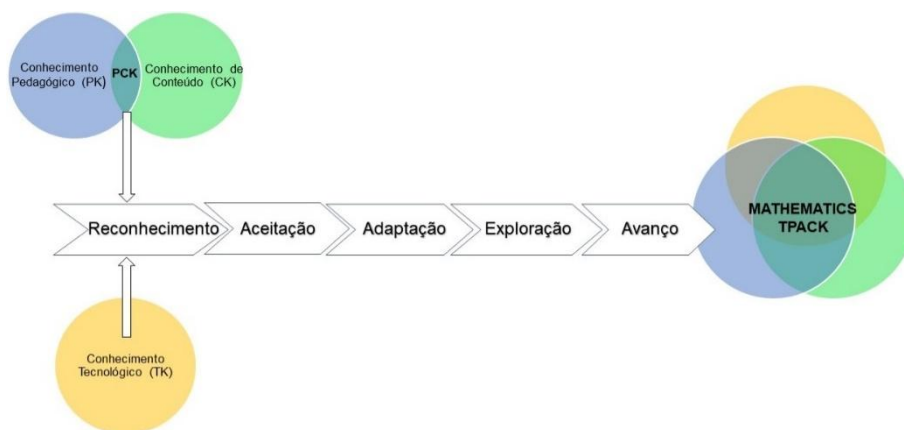 Conhecimento
Pedagógico (PK)
PCK
Conhecimento de
Conteúdo (CK)
Reconhecimento
Aceitação
Adaptação
Exploração
Avanço
MATHEMATICS
TPACK
Conhecimento
Tecnológico (TK)